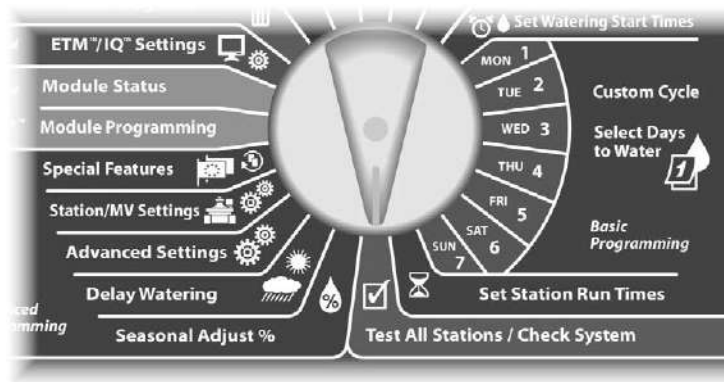 Set Watering Start Times
ETM™/IQ™ Settings
MON 1
Module Status
TUE 2
Custom Cycle
Module Programming
WED 3
Select Days
to Water
1
Special Features
THU 4
Station/MV Settings
FRI 5
SAT 6
Basic
Programming
Advanced Settings
SUN 7
Delay Watering
Set Station Run Times
%
Seasonal Adjust %
Test All Stations / Check System